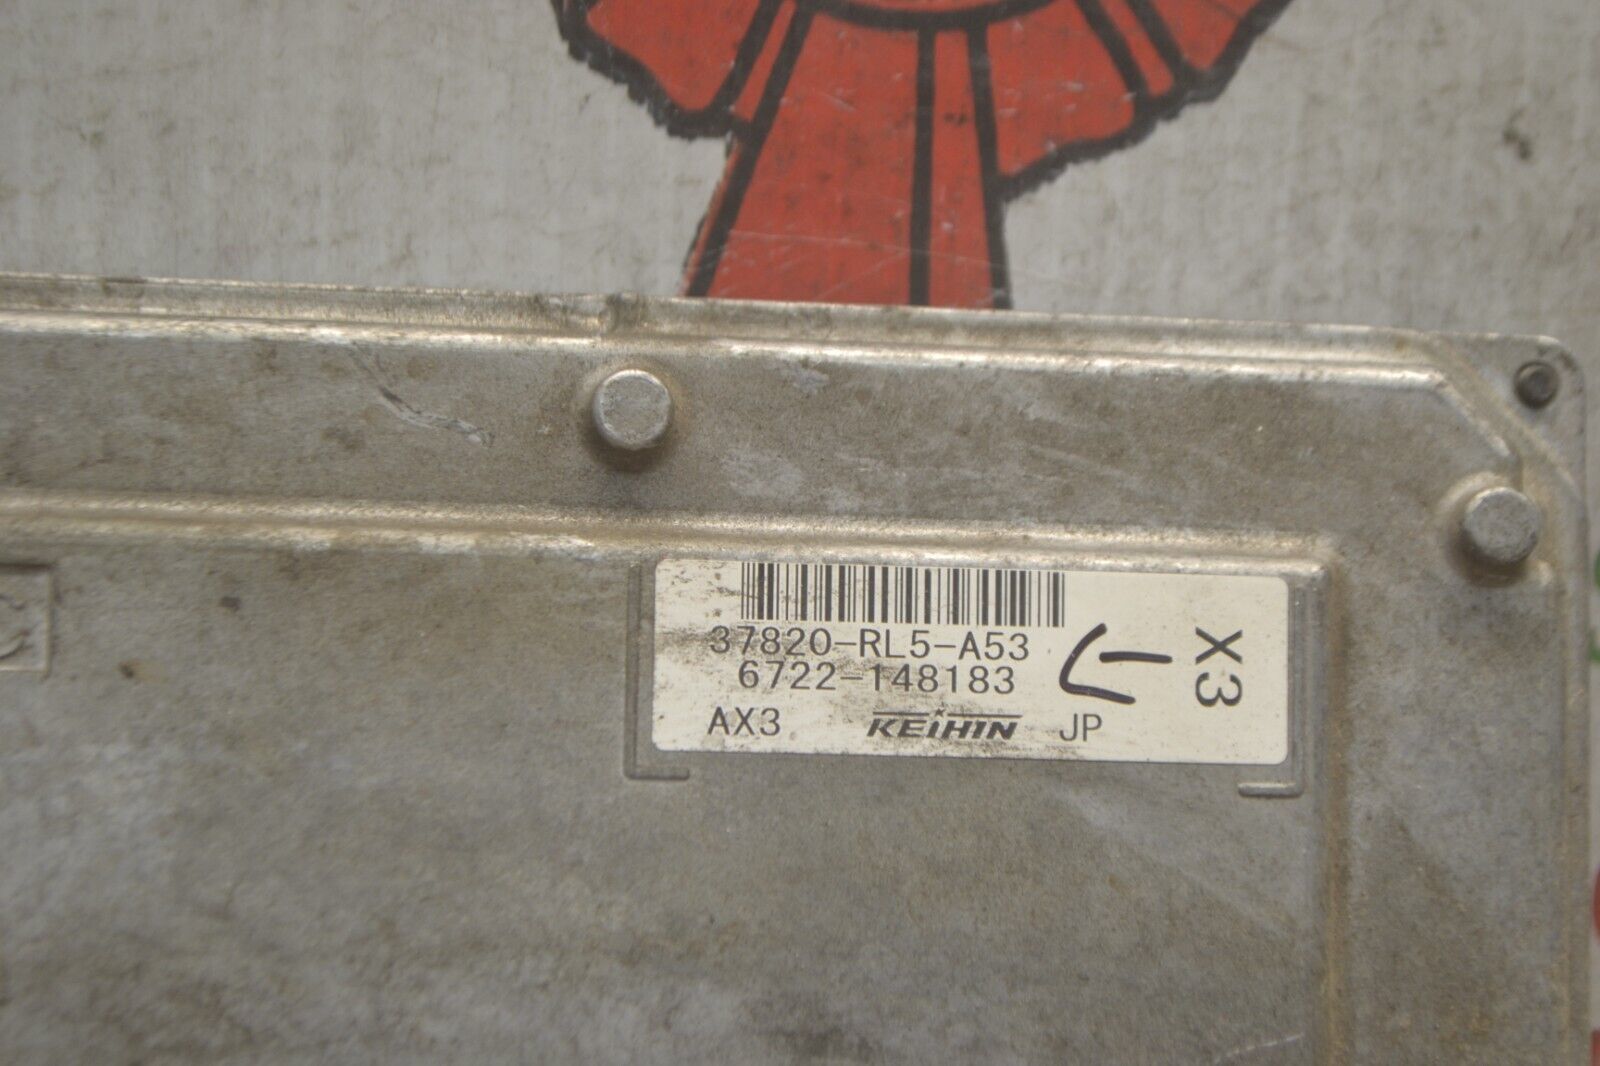 37820-RL5-A53
6722-148183
AX3 KEIHIN JP
X3